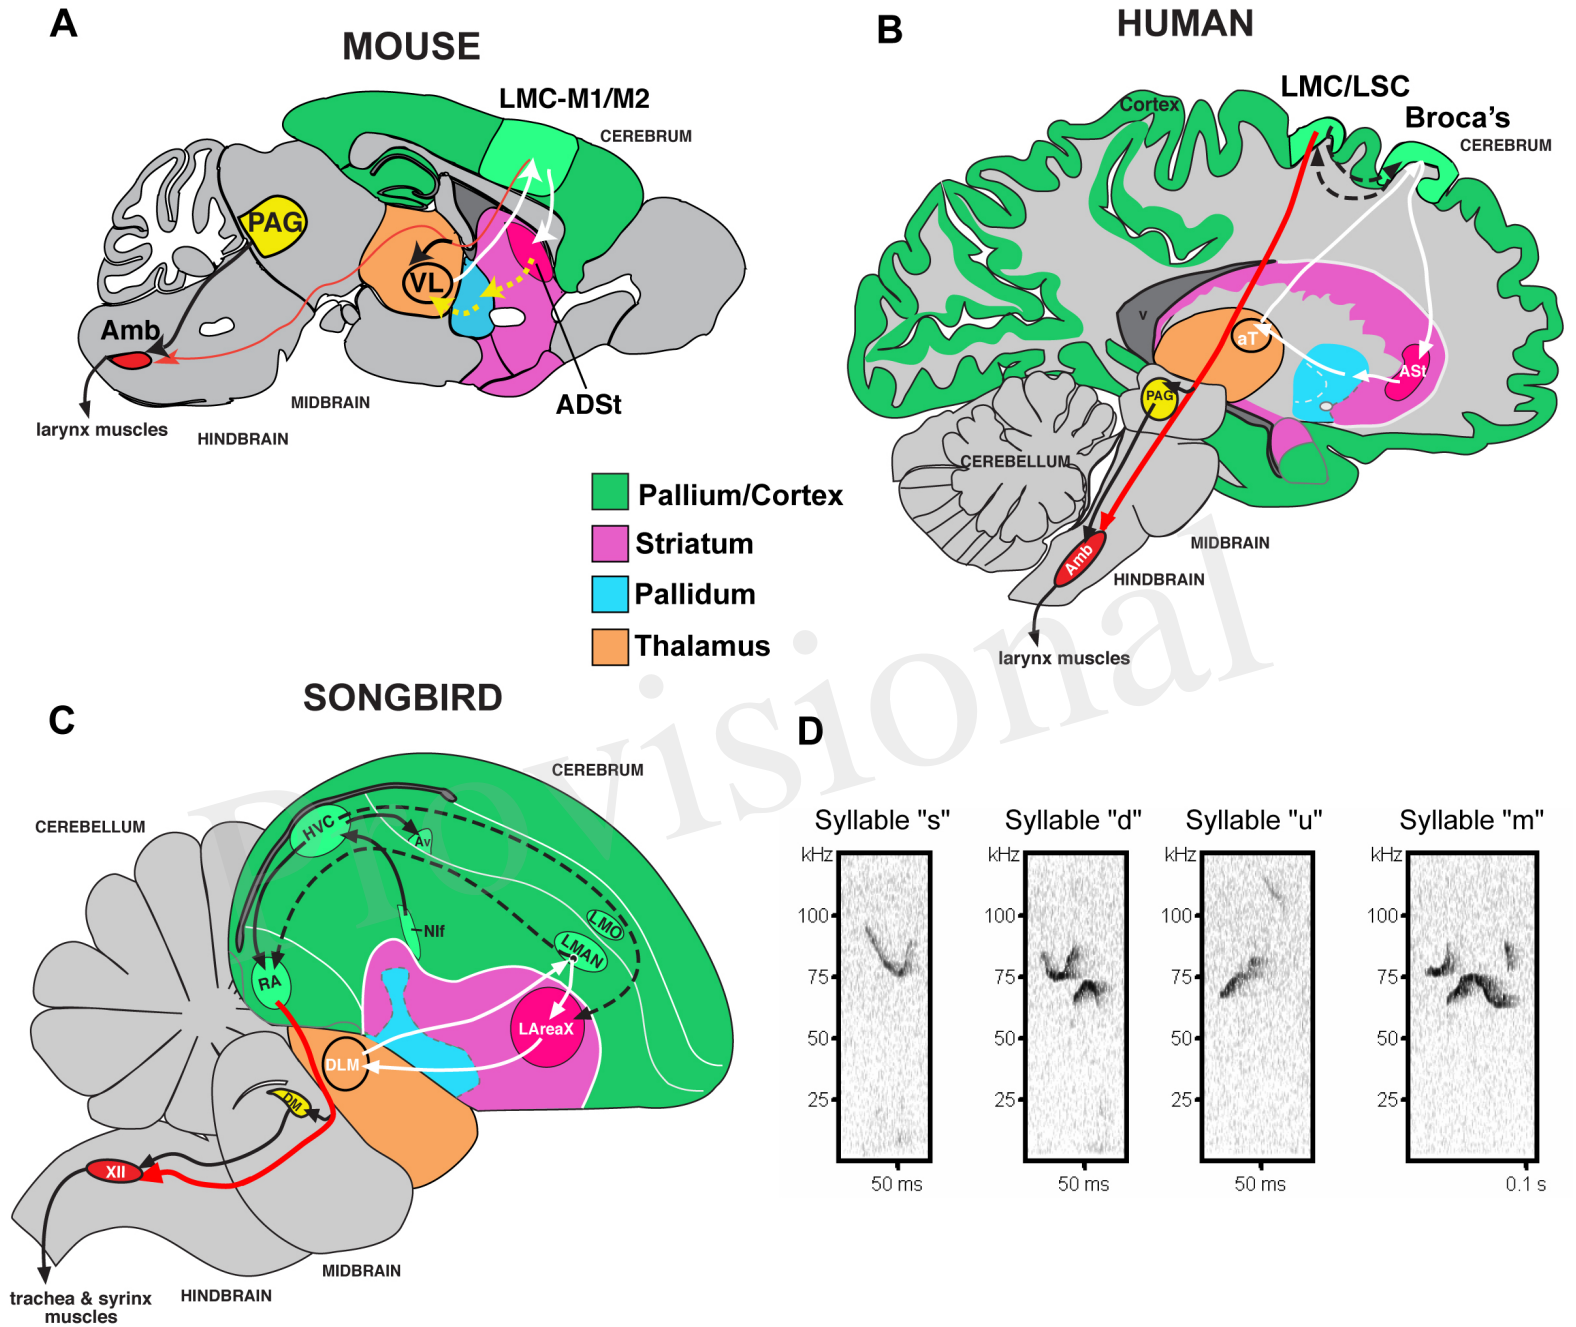 A
MOUSE
LMC-M1/M2
CEREBRUM
PAG
VL
Amb
ADSt
larynx muscles
MIDBRAIN
HINDBRAIN
B
HUMAN
LMC/LSC
Broca's
CEREBRUM
Cortex
v
aT
ASt
PAG
CEREBELLUM
Amb
MIDBRAIN
HINDBRAIN
larynx muscles
Pallium/Cortex
Striatum
Pallidum
Thalamus
Provisional
C
SONGBIRD
CEREBRUM
CEREBELLUM
HVC
Av
NIf
LMO
LMAN
RA
LAreaX
DLM
DM
XII
MIDBRAIN
HINDBRAIN
trachea & syrinx
muscles
D
Syllable "s"
kHz
100
75
50
25
50 ms
Syllable "d"
kHz
100
75
50
25
50 ms
Syllable "u"
kHz
100
75
50
25
50 ms
Syllable "m"
kHz
100
75
50
25
0.1 s